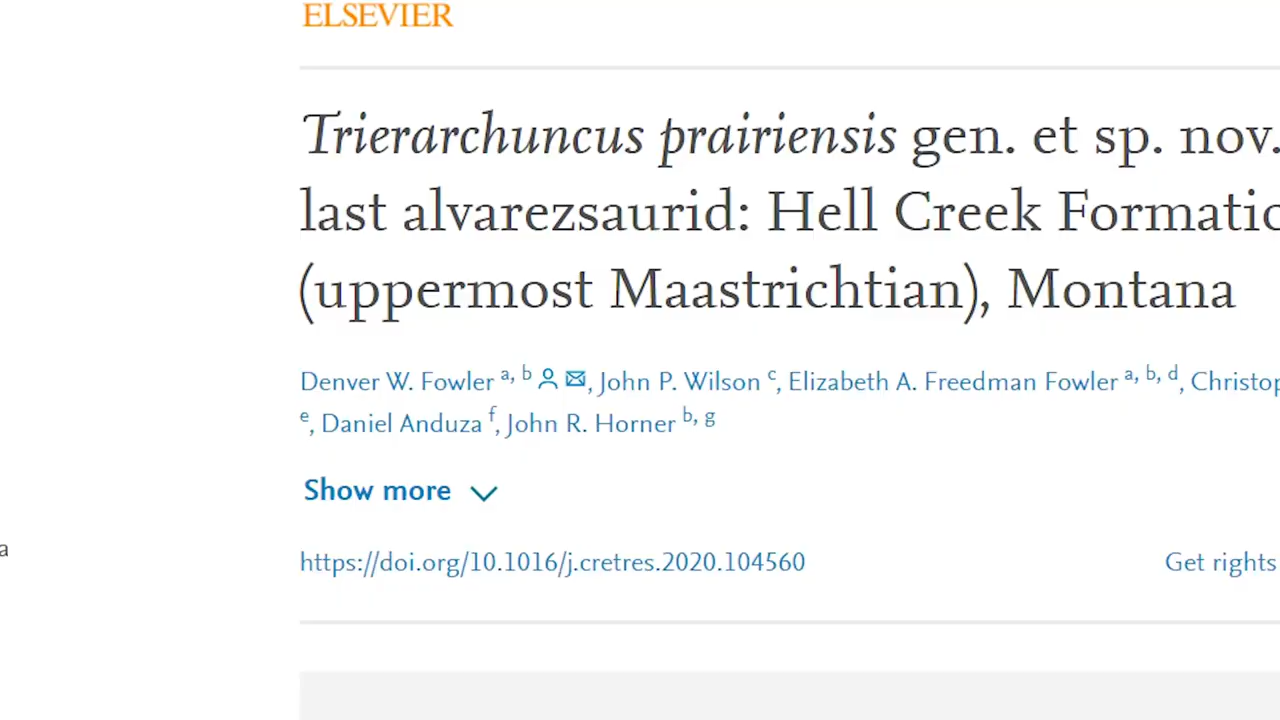 ELSEVIER
Trierarchuncus prairiensis gen. et sp. nov.
last alvarezsaurid: Hell Creek Formatio
(uppermost Maastrichtian), Montana
Denver W. Fowler a, b, John P. Wilson c, Elizabeth A. Freedman Fowler a, b, d, Christop
e, Daniel Anduza f, John R. Horner b, g
Show more
a
https://doi.org/10.1016/j.cretres.2020.104560
Get rights